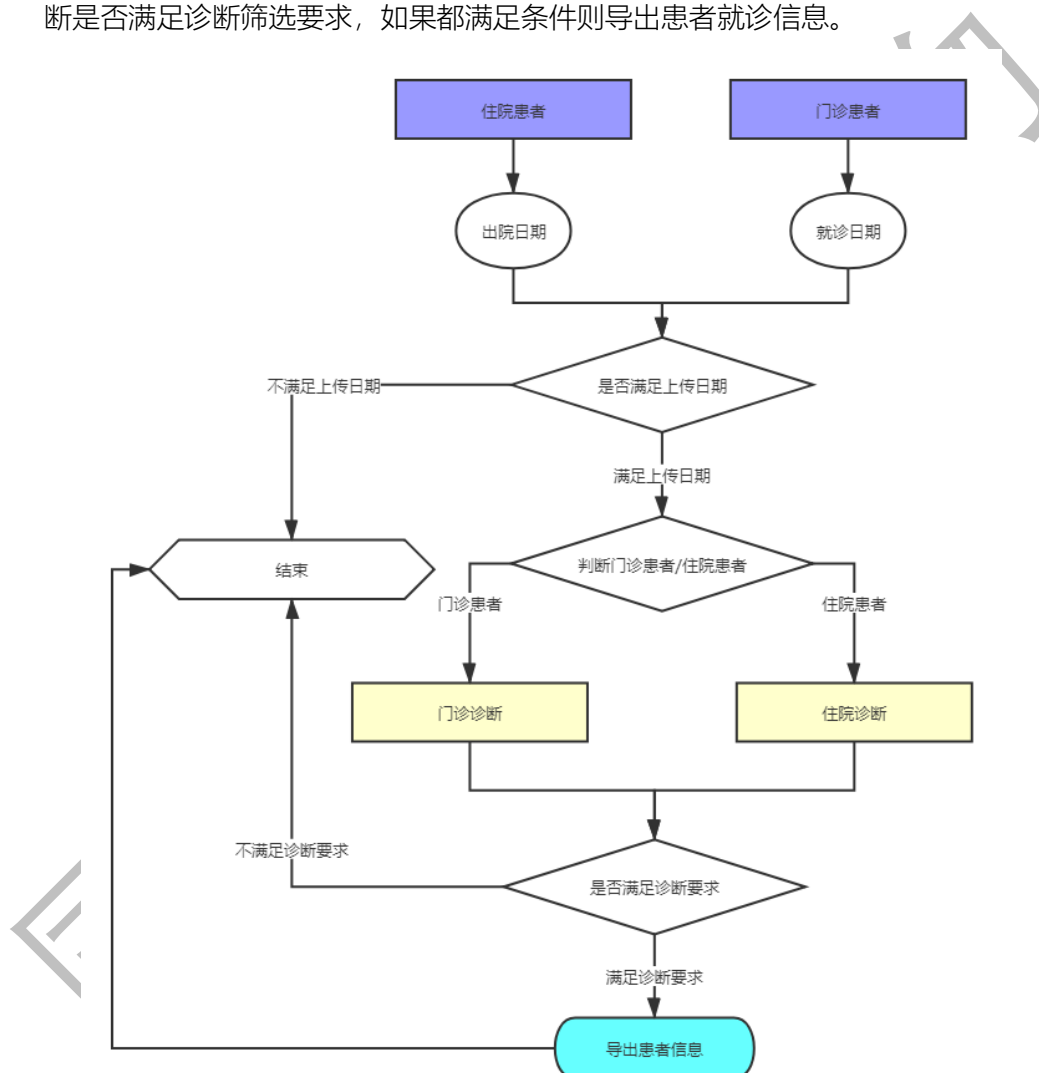 断是否满足诊断筛选要求，如果都满足条件则导出患者就诊信息。
住院患者
门诊患者
出院日期
就诊日期
不满足上传日期
是否满足上传日期
满足上传日期
结束
判断门诊患者/住院患者
门诊患者
住院患者
门诊诊断
住院诊断
不满足诊断要求
是否满足诊断要求
满足诊断要求
导出患者信息